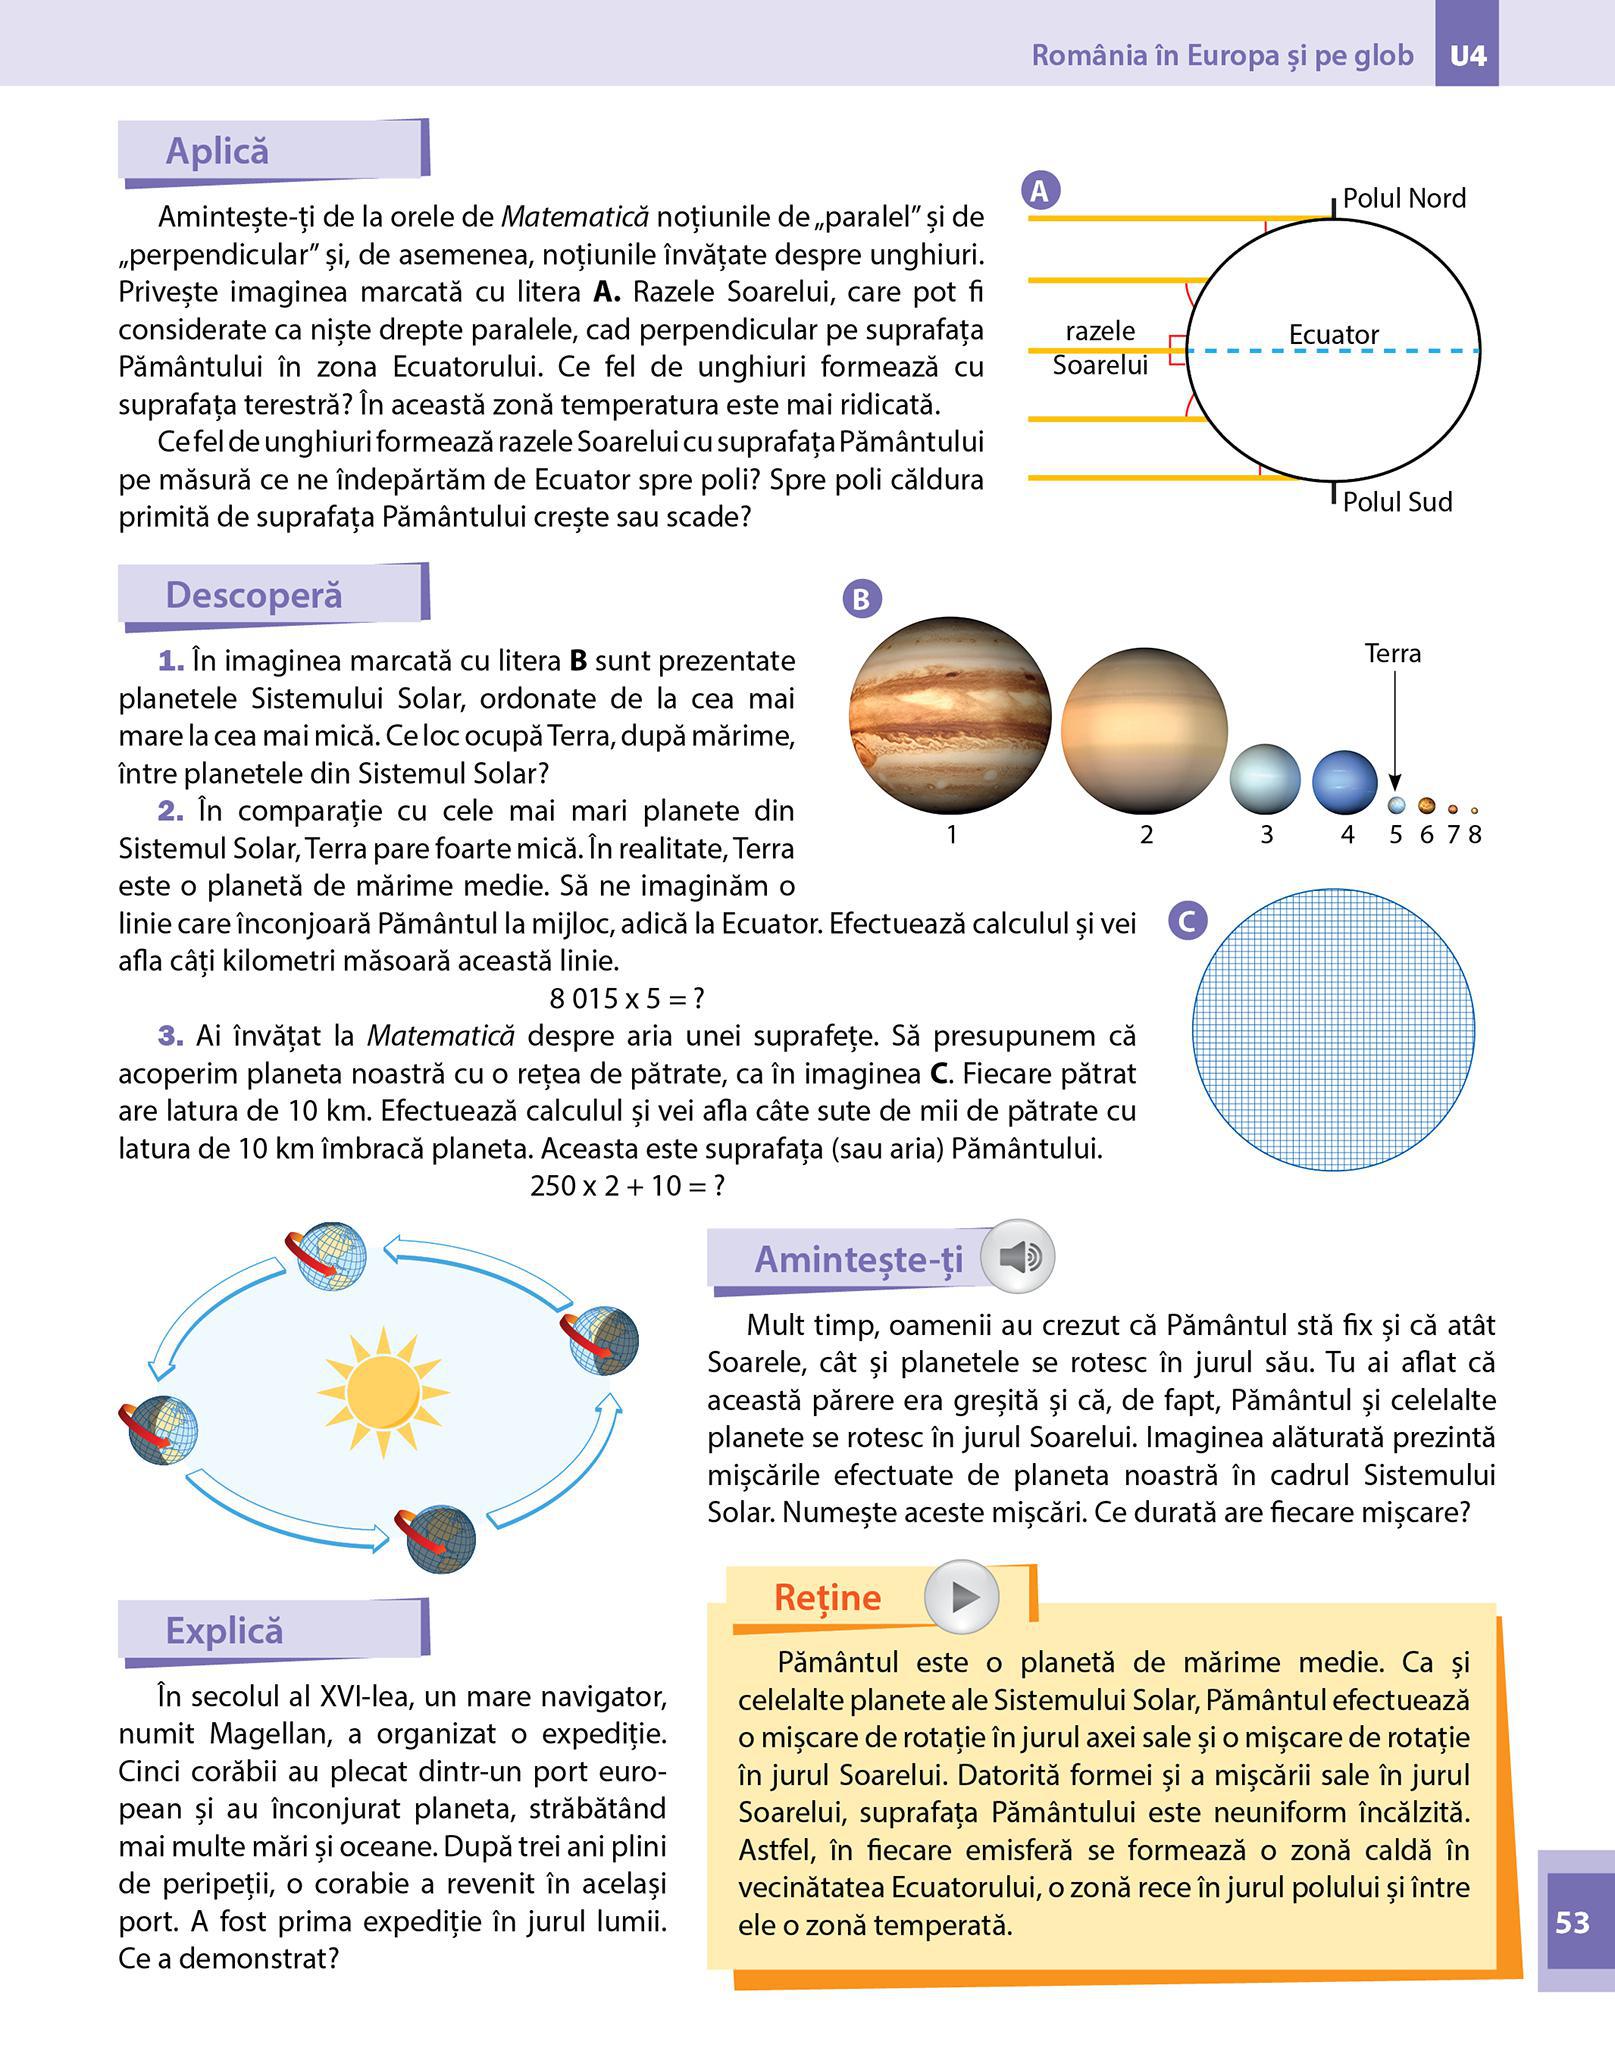 România în Europa și pe glob U4
Aplică
Amintește-ți de la orele de Matematică noțiunile de „paralel” și de
„perpendicular” și, de asemenea, noțiunile învățate despre unghiuri.
Privește imaginea marcată cu litera A. Razele Soarelui, care pot fi
considerate ca niște drepte paralele, cad perpendicular pe suprafața
Pământului în zona Ecuatorului. Ce fel de unghiuri formează cu
suprafața terestră? În această zonă temperatura este mai ridicată.
Ce fel de unghiuri formează razele Soarelui cu suprafața Pământului
pe măsură ce ne îndepărtăm de Ecuator spre poli? Spre poli căldura
primită de suprafața Pământului crește sau scade?
A
Polul Nord
razele
Soarelui
Ecuator
Polul Sud
Descoperă
1. În imaginea marcată cu litera B sunt prezentate
planetele Sistemului Solar, ordonate de la cea mai
mare la cea mai mică. Ce loc ocupă Terra, după mărime,
între planetele din Sistemul Solar?
2. În comparație cu cele mai mari planete din
Sistemul Solar, Terra pare foarte mică. În realitate, Terra
este o planetă de mărime medie. Să ne imaginăm o
linie care înconjoară Pământul la mijloc, adică la Ecuator. Efectuează calculul și vei
afla câți kilometri măsoară această linie.
8 015 x 5 = ?
3. Ai învățat la Matematică despre aria unei suprafețe. Să presupunem că
acoperim planeta noastră cu o rețea de pătrate, ca în imaginea C. Fiecare pătrat
are latura de 10 km. Efectuează calculul și vei afla câte sute de mii de pătrate cu
latura de 10 km îmbracă planeta. Aceasta este suprafața (sau aria) Pământului.
250 x 2 + 10 = ?
B
Terra
1 2 3 4 5 6 7 8
C
Amintește-ți
Mult timp, oamenii au crezut că Pământul stă fix și că atât
Soarele, cât și planetele se rotesc în jurul său. Tu ai aflat că
această părere era greșită și că, de fapt, Pământul și celelalte
planete se rotesc în jurul Soarelui. Imaginea alăturată prezintă
mișcările efectuate de planeta noastră în cadrul Sistemului
Solar. Numește aceste mișcări. Ce durată are fiecare mișcare?
Explică
În secolul al XVI-lea, un mare navigator,
numit Magellan, a organizat o expediție.
Cinci corăbii au plecat dintr-un port euro-
pean și au înconjurat planeta, străbătând
mai multe mări și oceane. După trei ani plini
de peripeții, o corabie a revenit în același
port. A fost prima expediție în jurul lumii.
Ce a demonstrat?
Reține
Pământul este o planetă de mărime medie. Ca și
celelalte planete ale Sistemului Solar, Pământul efectuează
o mișcare de rotație în jurul axei sale și o mișcare de rotație
în jurul Soarelui. Datorită formei și a mișcării sale în jurul
Soarelui, suprafața Pământului este neuniform încălzită.
Astfel, în fiecare emisferă se formează o zonă caldă în
vecinătatea Ecuatorului, o zonă rece în jurul polului și între
ele o zonă temperată.
53